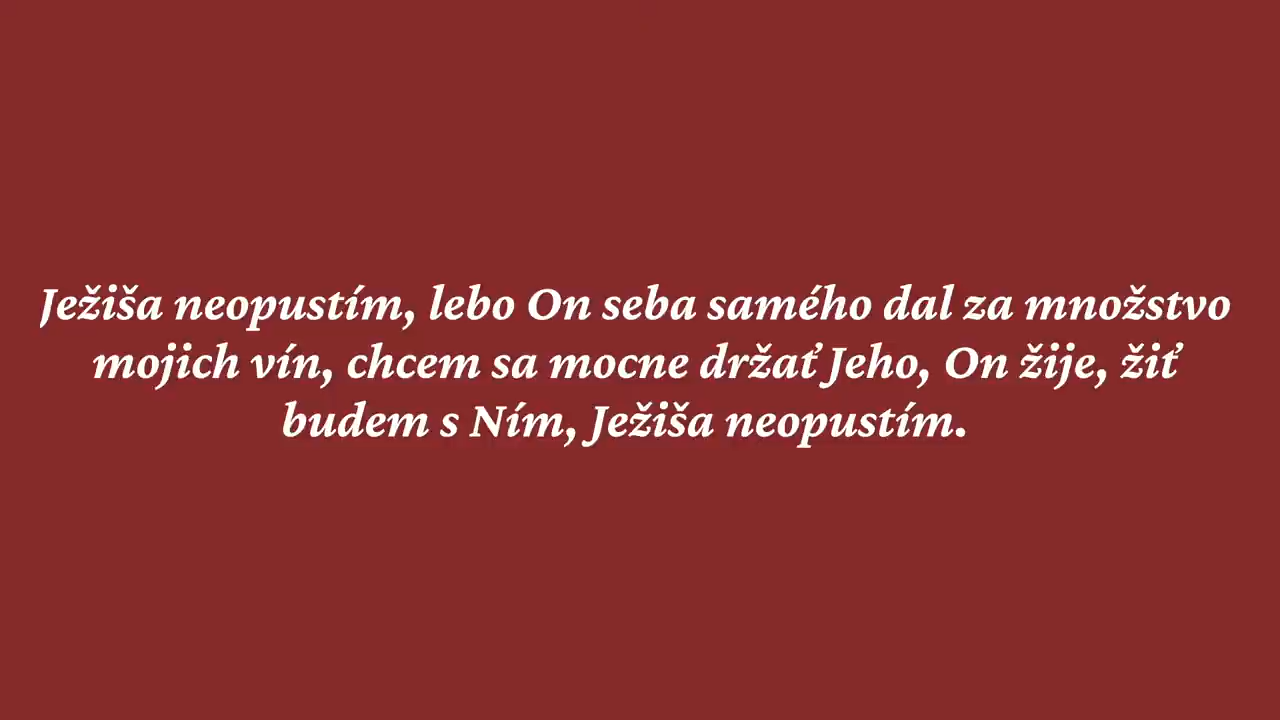 Ježiša neopustím, lebo On seba samého dal za množstvo
mojich vín, chcem sa mocne držať Jeho, On žije, žiť
budem s Ním, Ježiša neopustím.